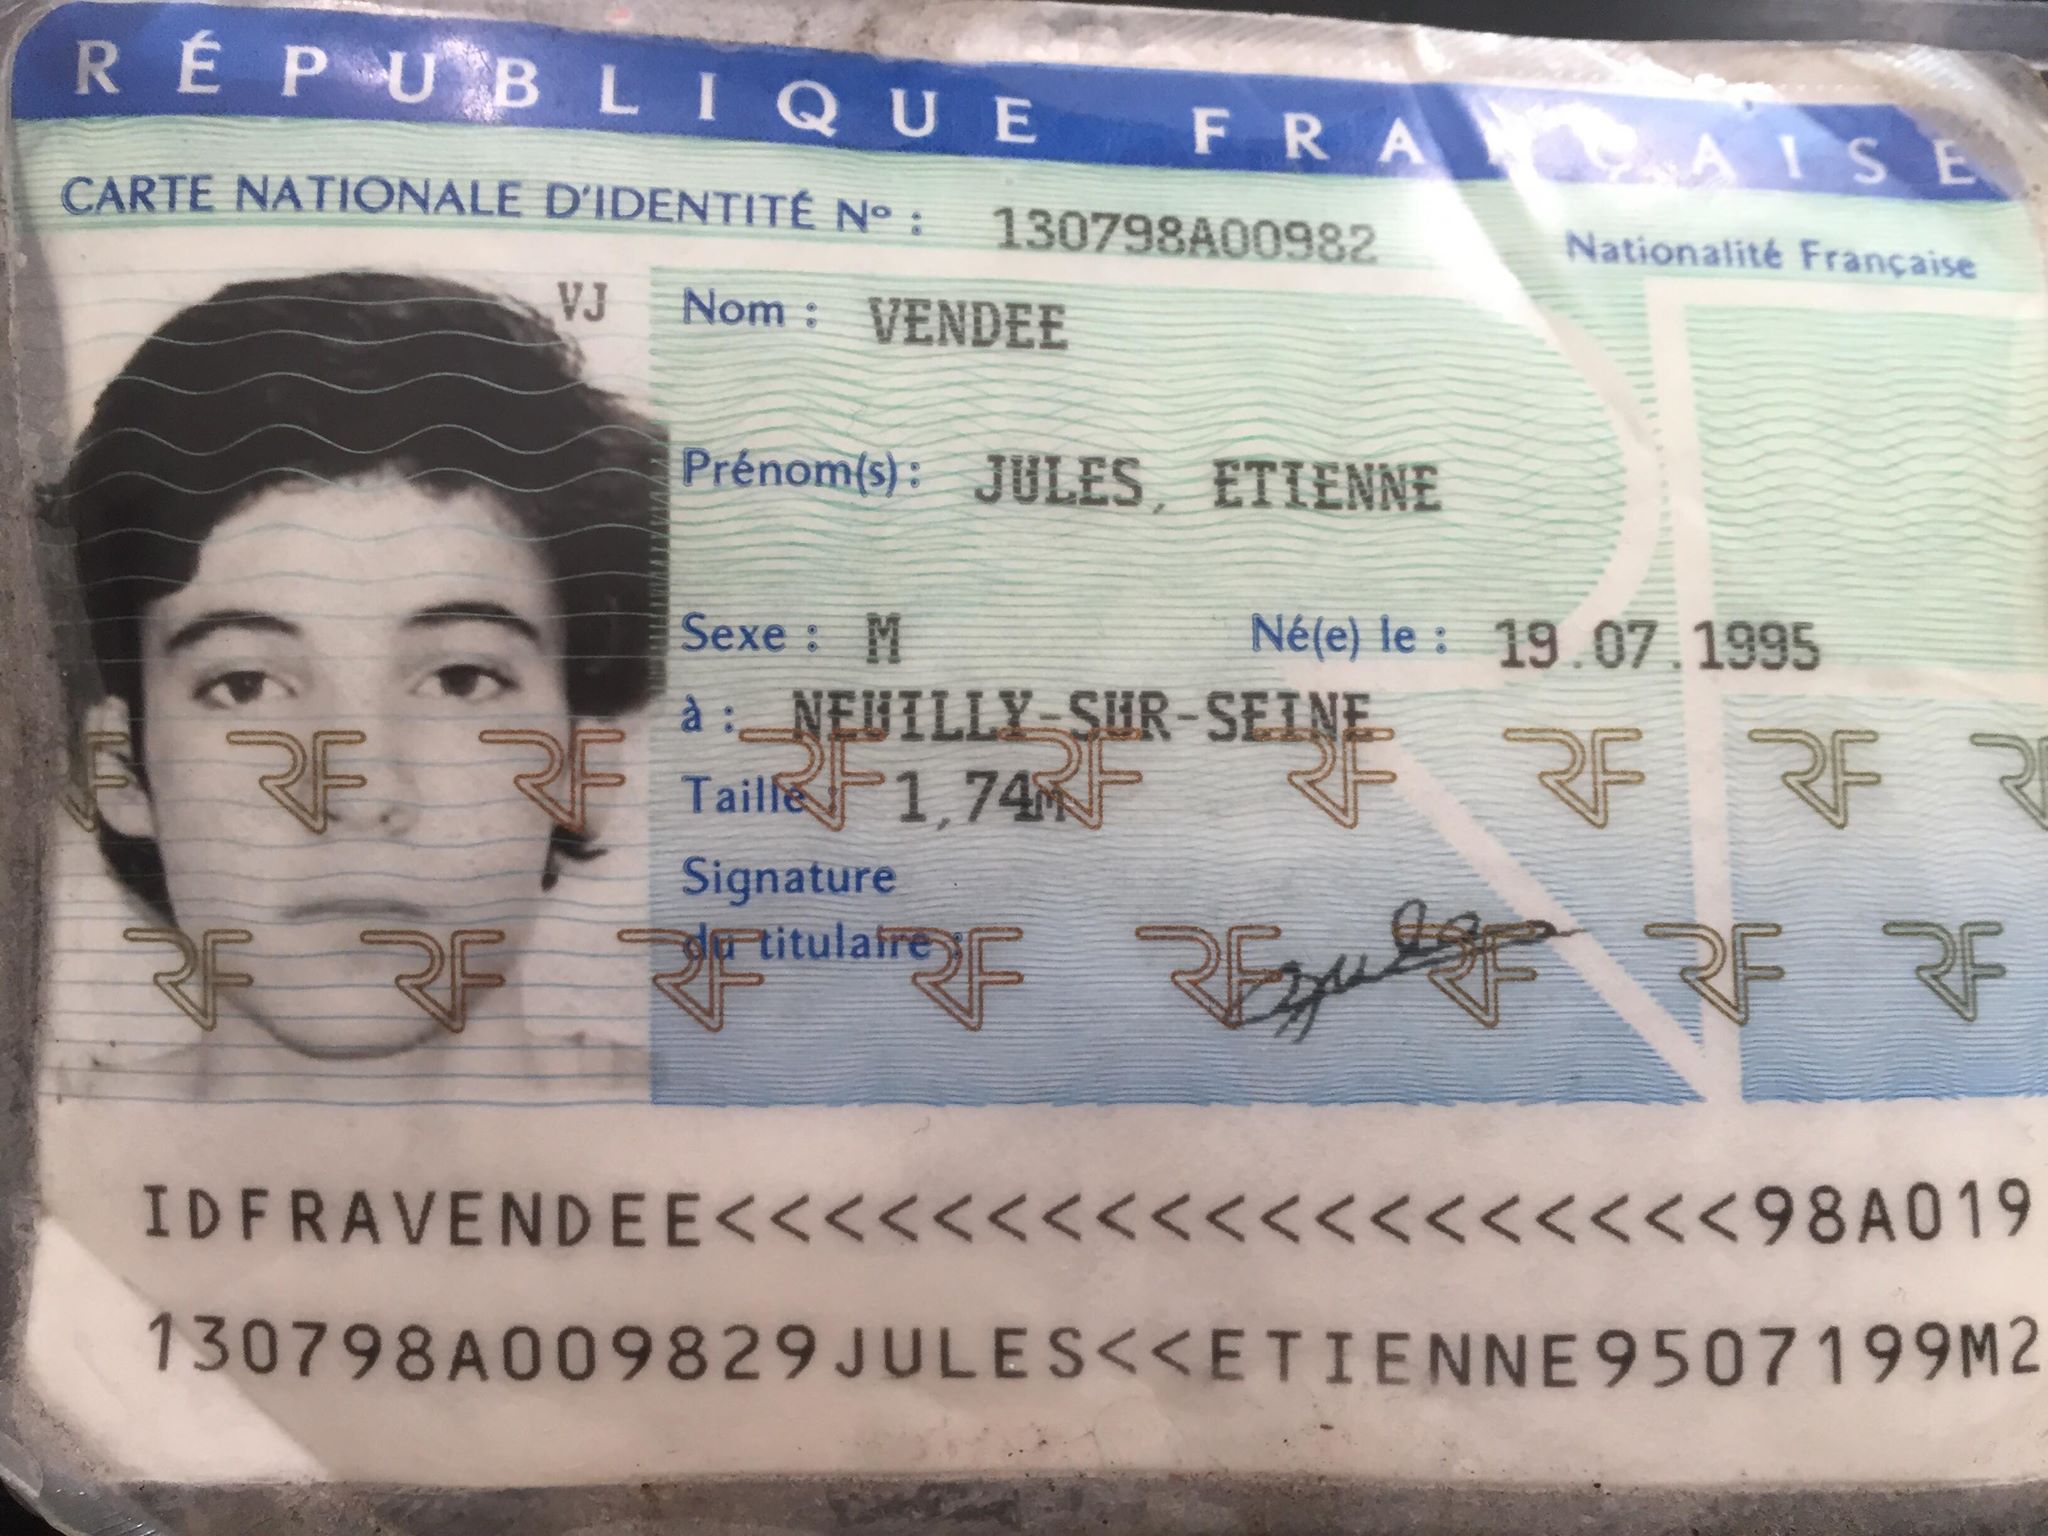 RÉPUBLIQUE FRANÇAISE
CARTE NATIONALE D'IDENTITÉ Nº : 130798A00982
Nationalité Française
VJ
Nom : VENDEE
Prénom(s) : JULES, ETIENNE
Sexe : M Né(e) le : 19.07.1995
à : NEUILLY-SUR-SEINE
Taille : 1,74M
Signature
du titulaire :
RF RF RF RF RF RF RF RF RF
RF RF RF RF RF RF RF RF
IDFRAVENDEE<<<<<<<<<<<<<<<<<<<<<<<<<98A019
130798A009829JULES<<ETIENNE9507199M2